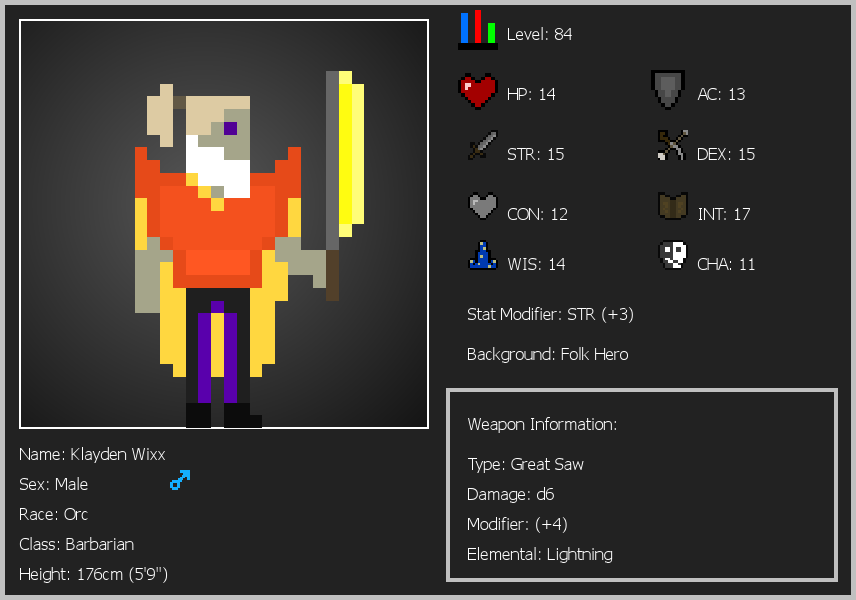 Level: 84
HP: 14
AC: 13
STR: 15
DEX: 15
CON: 12
INT: 17
WIS: 14
CHA: 11
Stat Modifier: STR (+3)
Background: Folk Hero
Weapon Information:
Type: Great Saw
Damage: d6
Modifier: (+4)
Elemental: Lightning
Name: Klayden Wixx
Sex: Male
Race: Orc
Class: Barbarian
Height: 176cm (5'9")